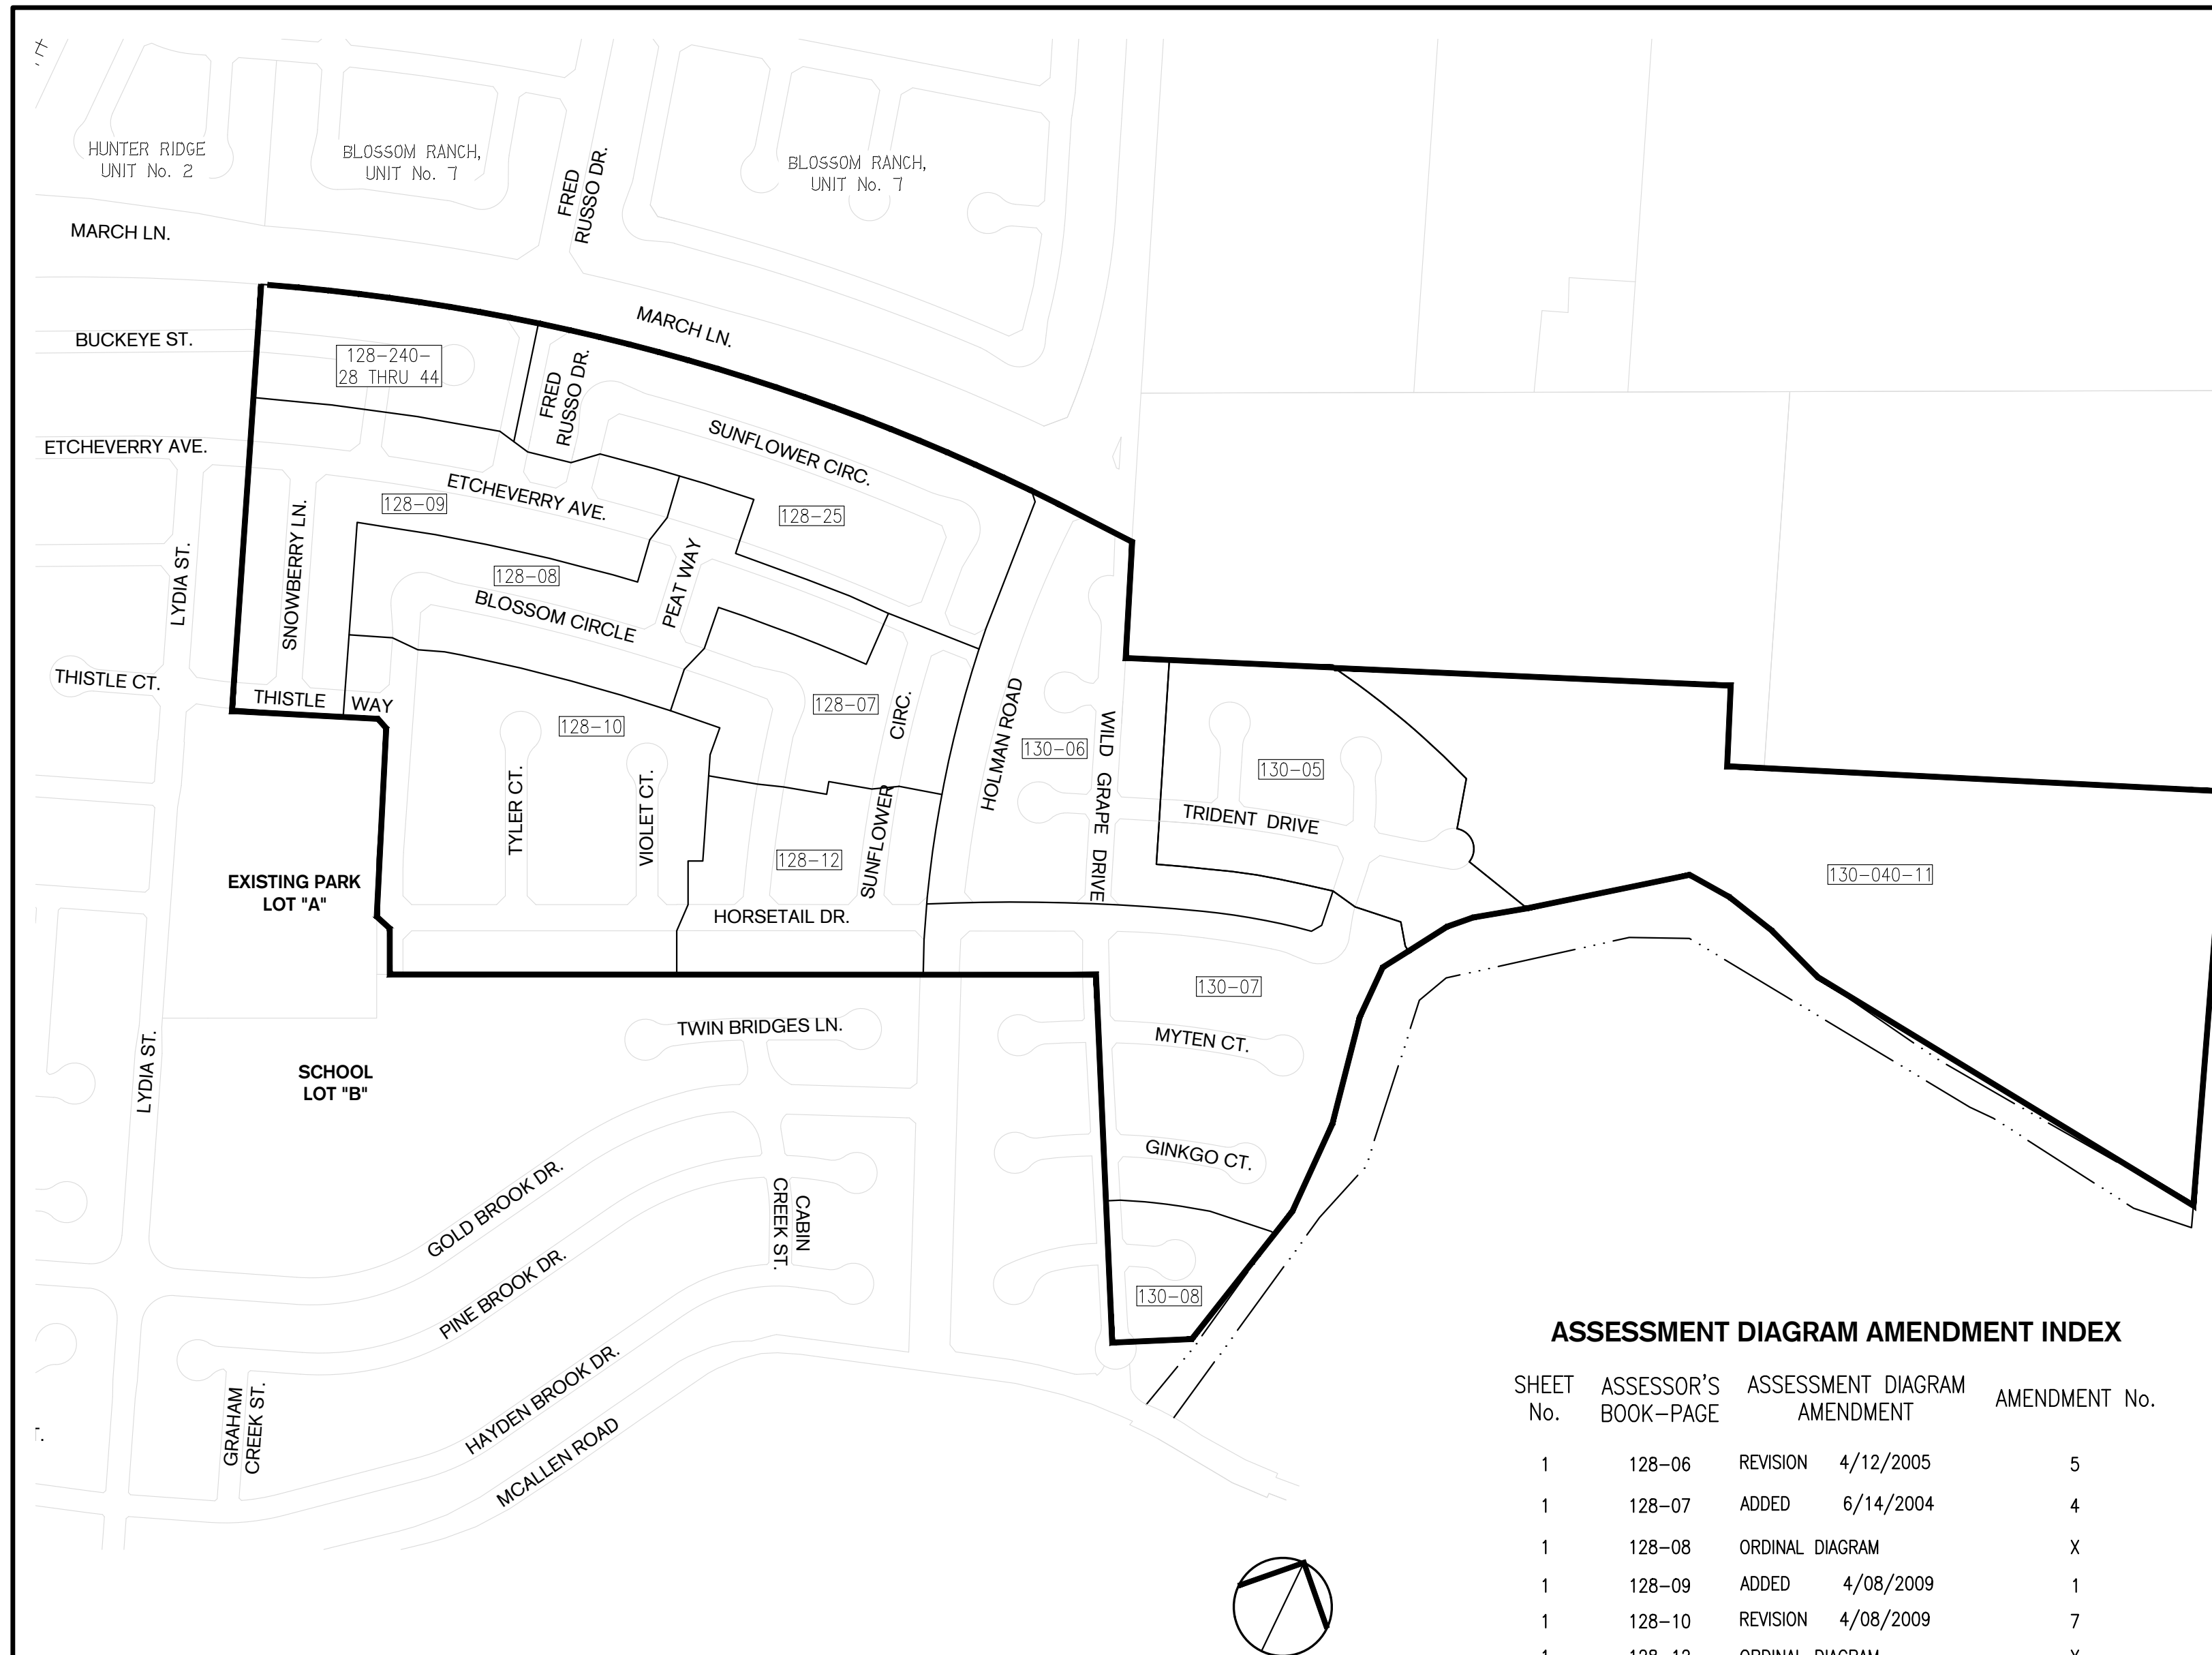 HUNTER RIDGE
UNIT No. 2
BLOSSOM RANCH,
UNIT No. 7
FRED
RUSSO DR.
BLOSSOM RANCH,
UNIT No. 7
MARCH LN.
MARCH LN.
BUCKEYE ST.
128-240-
28 THRU 44
FRED
RUSSO DR.
ETCHEVERRY AVE.
SUNFLOWER CIRC.
ETCHEVERRY AVE.
128-09
128-25
SNOWBERRY LN.
LYDIA ST.
128-08
BLOSSOM CIRCLE
PEAT WAY
THISTLE CT.
THISTLE WAY
128-10
128-07
SUNFLOWER CIRC.
HOLMAN ROAD
130-06
WILD GRAPE DRIVE
130-05
TRIDENT DRIVE
TYLER CT.
VIOLET CT.
128-12
EXISTING PARK
LOT "A"
130-040-11
HORSETAIL DR.
130-07
TWIN BRIDGES LN.
MYTEN CT.
LYDIA ST.
SCHOOL
LOT "B"
GINKGO CT.
GOLD BROOK DR.
CABIN
CREEK ST.
PINE BROOK DR.
130-08
HAYDEN BROOK DR.
GRAHAM
CREEK ST.
MCALLEN ROAD
T.
ASSESSMENT DIAGRAM AMENDMENT INDEX
SHEET No. ASSESSOR'S BOOK-PAGE ASSESSMENT DIAGRAM AMENDMENT AMENDMENT No.
1 128-06 REVISION 4/12/2005 5
1 128-07 ADDED 6/14/2004 4
1 128-08 ORDINAL DIAGRAM X
1 128-09 ADDED 4/08/2009 1
1 128-10 REVISION 4/08/2009 7
1 128-12 ORDINAL DIAGRAM X